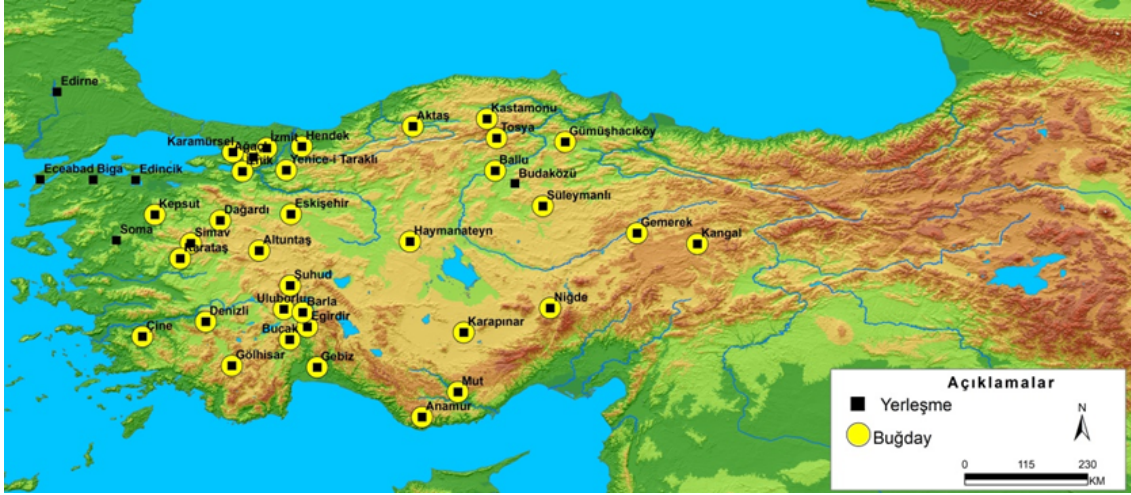 Edirne
Kastamonu
Aktaş
Tosya
Gümüşhacıköy
İzmit
Hendek
Karamürsel
Ağaç
İznik
Yenice-i Taraklı
Ballu
Budaközü
Eceabad
Biga
Edincik
Kepsut
Dağardı
Eskişehir
Süleymanlı
Soma
Simav
Altuntaş
Haymanateyn
Gemerek
Kangal
Karataş
Şuhud
Uluborlu
Barla
Niğde
Denizli
Egirdir
Çine
Bucak
Karapınar
Gölhisar
Gebiz
Mut
Anamur
Açıklamalar
Yerleşme
Buğday
N
0 115 230
KM